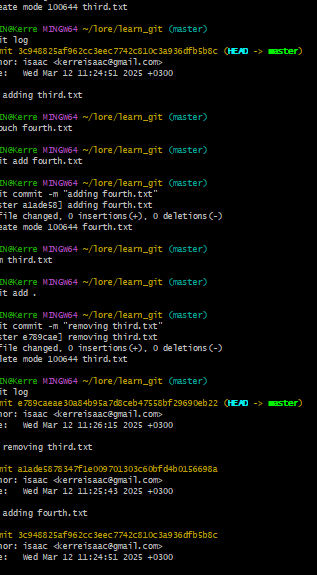 eate mode 100644 third.txt
IN@Kerre MINGW64 ~/lore/learn_git (master)
it log
mit 3c948825af962cc3eec7742c810c3a936dfb5b8c (HEAD -> master)
hor: isaac <kerreisaac@gmail.com>
e: Wed Mar 12 11:24:51 2025 +0300
adding third.txt
IN@Kerre MINGW64 ~/lore/learn_git (master)
ouch fourth.txt
IN@Kerre MINGW64 ~/lore/learn_git (master)
it add fourth.txt
IN@Kerre MINGW64 ~/lore/learn_git (master)
it commit -m "adding fourth.txt"
ster a1ade58] adding fourth.txt
file changed, 0 insertions(+), 0 deletions(-)
eate mode 100644 fourth.txt
IN@Kerre MINGW64 ~/lore/learn_git (master)
m third.txt
IN@Kerre MINGW64 ~/lore/learn_git (master)
it add .
IN@Kerre MINGW64 ~/lore/learn_git (master)
it commit -m "removing third.txt"
ster e789cae] removing third.txt
file changed, 0 insertions(+), 0 deletions(-)
lete mode 100644 third.txt
IN@Kerre MINGW64 ~/lore/learn_git (master)
it log
mit e789caeae30a84b95a7d8ceb47558bf29690eb22 (HEAD -> master)
hor: isaac <kerreisaac@gmail.com>
e: Wed Mar 12 11:26:15 2025 +0300
removing third.txt
mit a1ade5878347f1e009701303c60bfd4b0156698a
hor: isaac <kerreisaac@gmail.com>
e: Wed Mar 12 11:25:43 2025 +0300
adding fourth.txt
mit 3c948825af962cc3eec7742c810c3a936dfb5b8c
hor: isaac <kerreisaac@gmail.com>
e: Wed Mar 12 11:24:51 2025 +0300